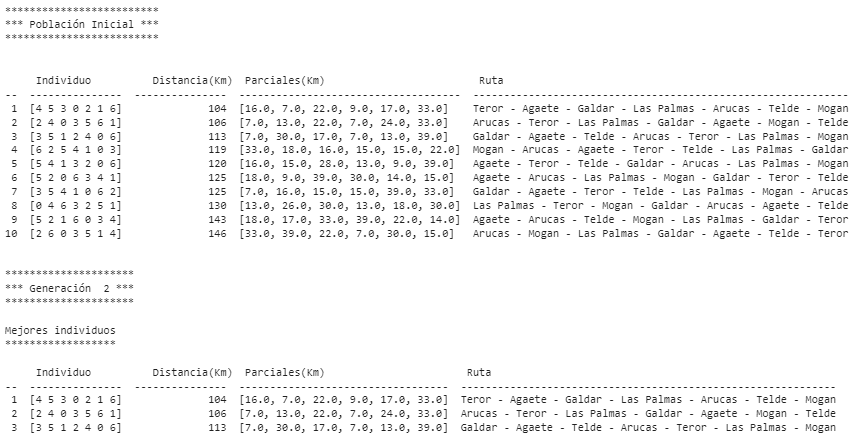 *************************
*** Población Inicial ***
*************************
Individuo Distancia(Km) Parciales(Km) Ruta
-- --------------- --------------- ------------------------------------ -------------------------------------------------------------
1 [4 5 3 0 2 1 6] 104 [16.0, 7.0, 22.0, 9.0, 17.0, 33.0] Teror - Agaete - Galdar - Las Palmas - Arucas - Telde - Mogan
2 [2 4 0 3 5 6 1] 106 [7.0, 13.0, 22.0, 7.0, 24.0, 33.0] Arucas - Teror - Las Palmas - Galdar - Agaete - Mogan - Telde
3 [3 5 1 2 4 0 6] 113 [7.0, 30.0, 17.0, 7.0, 13.0, 39.0] Galdar - Agaete - Telde - Arucas - Teror - Las Palmas - Mogan
4 [6 2 5 4 1 0 3] 119 [33.0, 18.0, 16.0, 15.0, 15.0, 22.0] Mogan - Arucas - Agaete - Teror - Telde - Las Palmas - Galdar
5 [5 4 1 3 2 0 6] 120 [16.0, 15.0, 28.0, 13.0, 9.0, 39.0] Agaete - Teror - Telde - Galdar - Arucas - Las Palmas - Mogan
6 [5 2 0 6 3 4 1] 125 [18.0, 9.0, 39.0, 30.0, 14.0, 15.0] Agaete - Arucas - Las Palmas - Mogan - Galdar - Teror - Telde
7 [3 5 4 1 0 6 2] 125 [7.0, 16.0, 15.0, 15.0, 39.0, 33.0] Galdar - Agaete - Teror - Telde - Las Palmas - Mogan - Arucas
8 [0 4 6 3 2 5 1] 130 [13.0, 26.0, 30.0, 13.0, 18.0, 30.0] Las Palmas - Teror - Mogan - Galdar - Arucas - Agaete - Telde
9 [5 2 1 6 0 3 4] 143 [18.0, 17.0, 33.0, 39.0, 22.0, 14.0] Agaete - Arucas - Telde - Mogan - Las Palmas - Galdar - Teror
10 [2 6 0 3 5 1 4] 146 [33.0, 39.0, 22.0, 7.0, 30.0, 15.0] Arucas - Mogan - Las Palmas - Galdar - Agaete - Telde - Teror
*********************
*** Generación 2 ***
*********************
Mejores individuos
******************
Individuo Distancia(Km) Parciales(Km) Ruta
-- --------------- --------------- ---------------------------------- -------------------------------------------------------------
1 [4 5 3 0 2 1 6] 104 [16.0, 7.0, 22.0, 9.0, 17.0, 33.0] Teror - Agaete - Galdar - Las Palmas - Arucas - Telde - Mogan
2 [2 4 0 3 5 6 1] 106 [7.0, 13.0, 22.0, 7.0, 24.0, 33.0] Arucas - Teror - Las Palmas - Galdar - Agaete - Mogan - Telde
3 [3 5 1 2 4 0 6] 113 [7.0, 30.0, 17.0, 7.0, 13.0, 39.0] Galdar - Agaete - Telde - Arucas - Teror - Las Palmas - Mogan